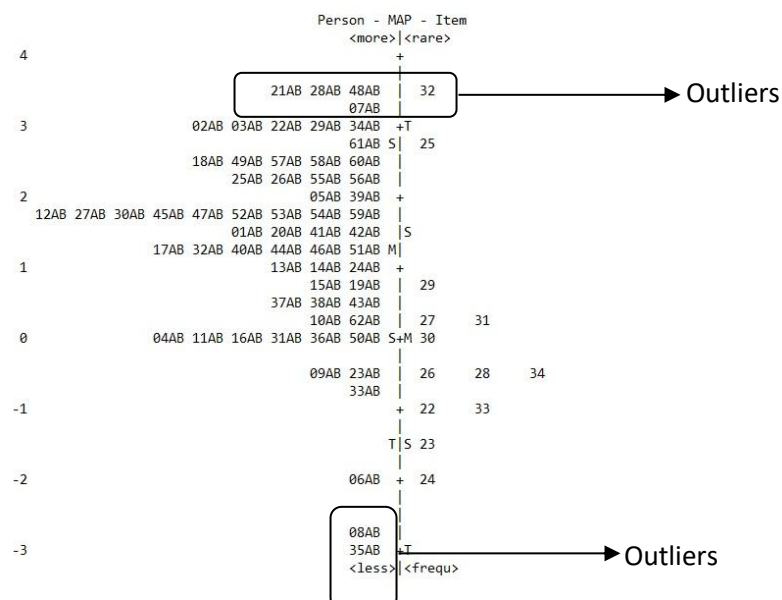 Person - MAP - Item
<more>|<rare>
4 +
|
21AB 28AB 48AB | 32
Outliers
07AB |
3 02AB 03AB 22AB 29AB 34AB +T
61AB S| 25
18AB 49AB 57AB 58AB 60AB |
25AB 26AB 55AB 56AB |
2 05AB 39AB +
12AB 27AB 30AB 45AB 47AB 52AB 53AB 54AB 59AB |
01AB 20AB 41AB 42AB |S
17AB 32AB 40AB 44AB 46AB 51AB M|
1 13AB 14AB 24AB +
15AB 19AB | 29
37AB 38AB 43AB |
10AB 62AB | 27 31
0 04AB 11AB 16AB 31AB 36AB 50AB S+M 30
|
09AB 23AB | 26 28 34
33AB |
-1 + 22 33
|
T|S 23
|
-2 06AB + 24
|
|
08AB |
-3 35AB +T
Outliers
<less>|<frequ>